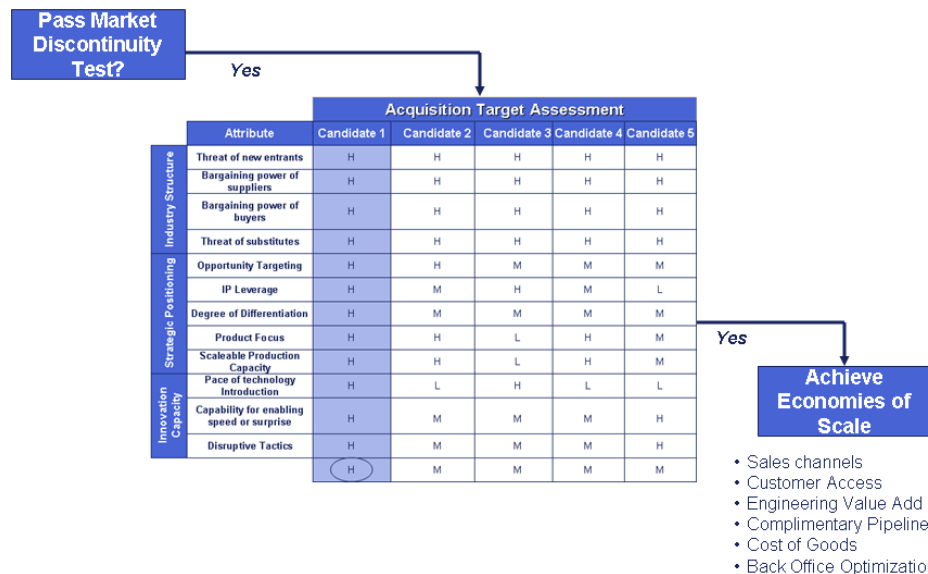 Pass Market
Discontinuity
Test?
Yes
Acquisition Target Assessment
Attribute Candidate 1 Candidate 2 Candidate 3 Candidate 4 Candidate 5
Industry Structure
Threat of new entrants H H H H H
Bargaining power of
suppliers H H H H H
Bargaining power of
buyers H H H H H
Threat of substitutes H H H H H
Strategic Positioning
Opportunity Targeting H H M M M
IP Leverage H M H M L
Degree of Differentiation H M M M M
Product Focus H H L H M
Scaleable Production
Capacity H H L H M
Innovation
Capacity
Pace of technology
Introduction H L H L L
Capability for enabling
speed or surprise H M M M H
Disruptive Tactics H M M M H
H M M M M
Yes
Achieve
Economies of
Scale
• Sales channels
• Customer Access
• Engineering Value Add
• Complimentary Pipeline
• Cost of Goods
• Back Office Optimizatio